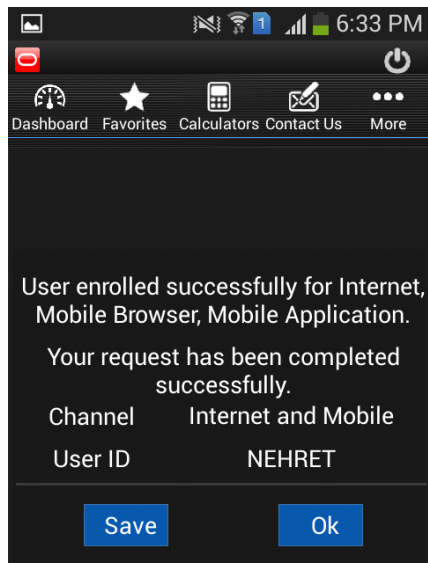 1 6:33 PM
Dashboard Favorites Calculators Contact Us More
User enrolled successfully for Internet,
Mobile Browser, Mobile Application.
Your request has been completed
successfully.
Channel Internet and Mobile
User ID NEHRET
Save Ok